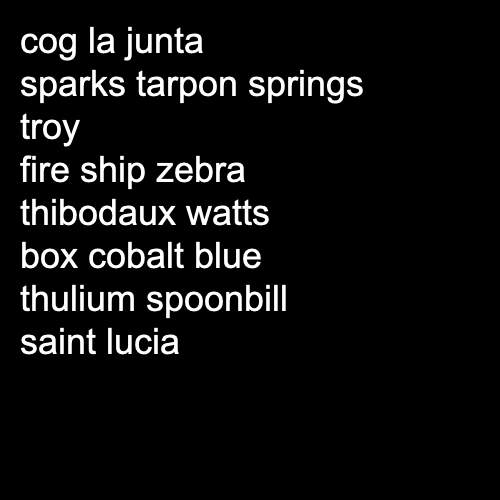 cog la junta
sparks tarpon springs
troy
fire ship zebra
thibodaux watts
box cobalt blue
thulium spoonbill
saint lucia